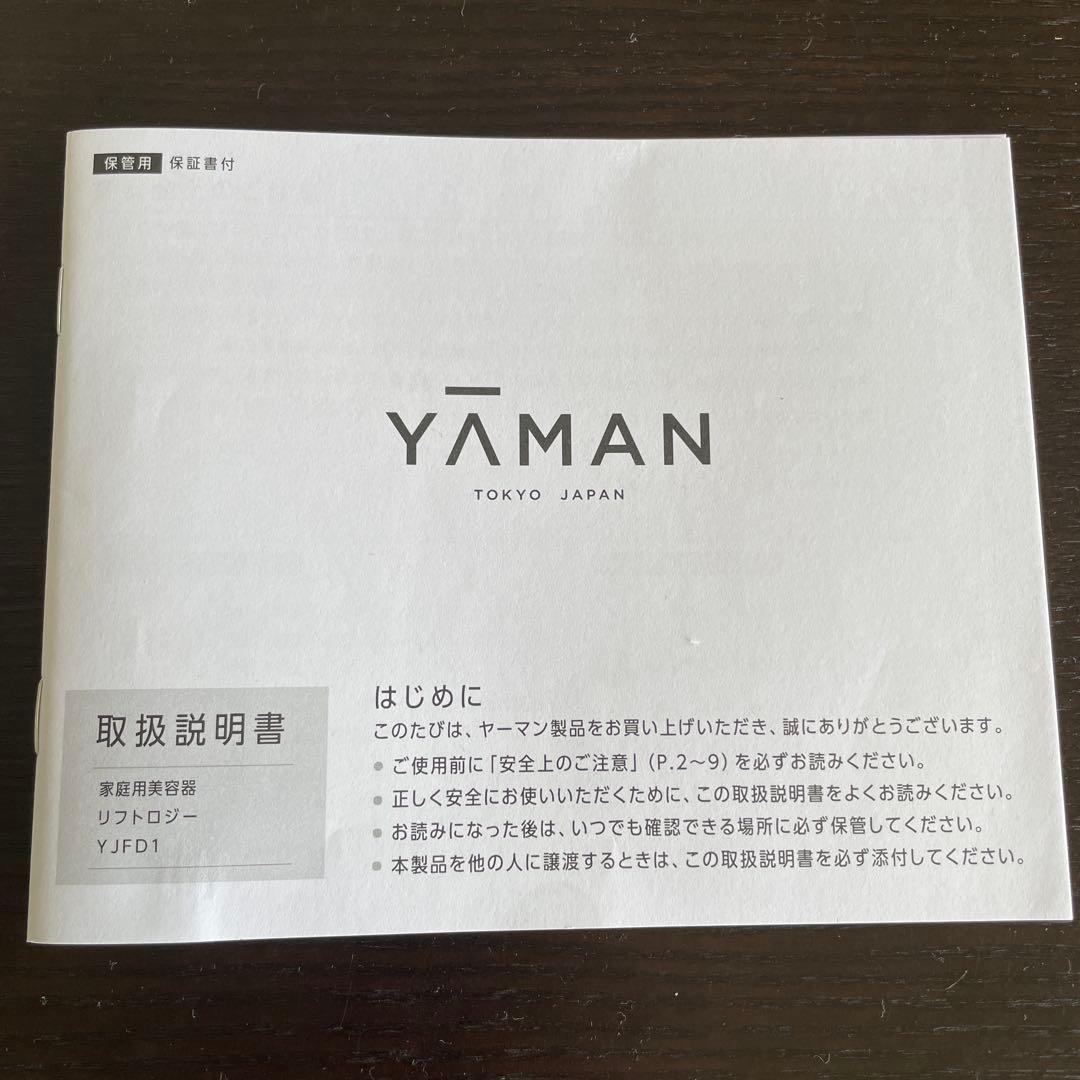 保管用 保証書付
YAMAN
TOKYO JAPAN
取扱説明書
家庭用美容器
リフトロジー
YJFD1
はじめに
このたびは、ヤーマン製品をお買い上げいただき、誠にありがとうございます。
● ご使用前に「安全上のご注意」（P.2〜9）を必ずお読みください。
● 正しく安全にお使いいただくために、この取扱説明書をよくお読みください。
● お読みになった後は、いつでも確認できる場所に必ず保管してください。
● 本製品を他の人に譲渡するときは、この取扱説明書を必ず添付してください。